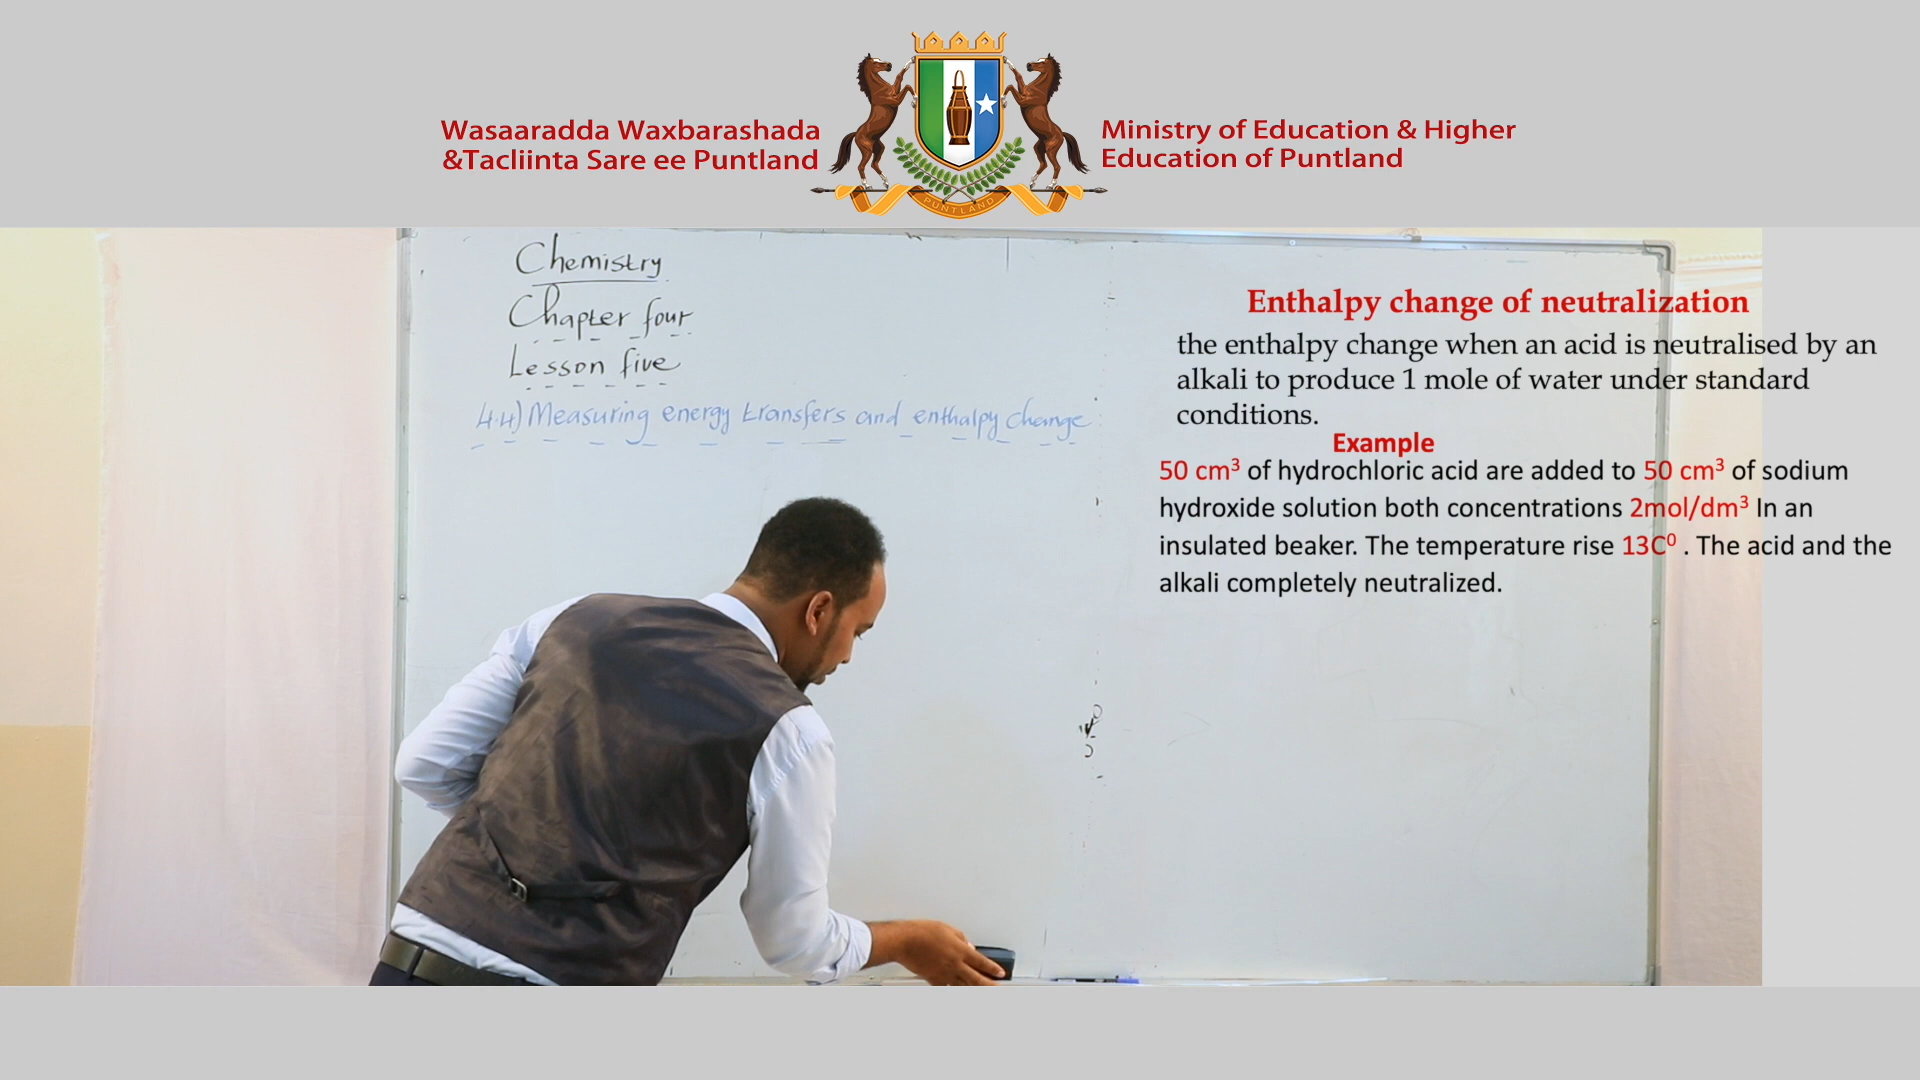 Wasaaradda Waxbarashada
&Tacliinta Sare ee Puntland
PUNTLAND
Ministry of Education & Higher
Education of Puntland
Chemistry
Chapter four
Lesson five
4.4) Measuring energy transfers and enthalpy change
Enthalpy change of neutralization
the enthalpy change when an acid is neutralised by an
alkali to produce 1 mole of water under standard
conditions.
Example
50 cm³ of hydrochloric acid are added to 50 cm³ of sodium
hydroxide solution both concentrations 2mol/dm³ In an
insulated beaker. The temperature rise 13C⁰ . The acid and the
alkali completely neutralized.